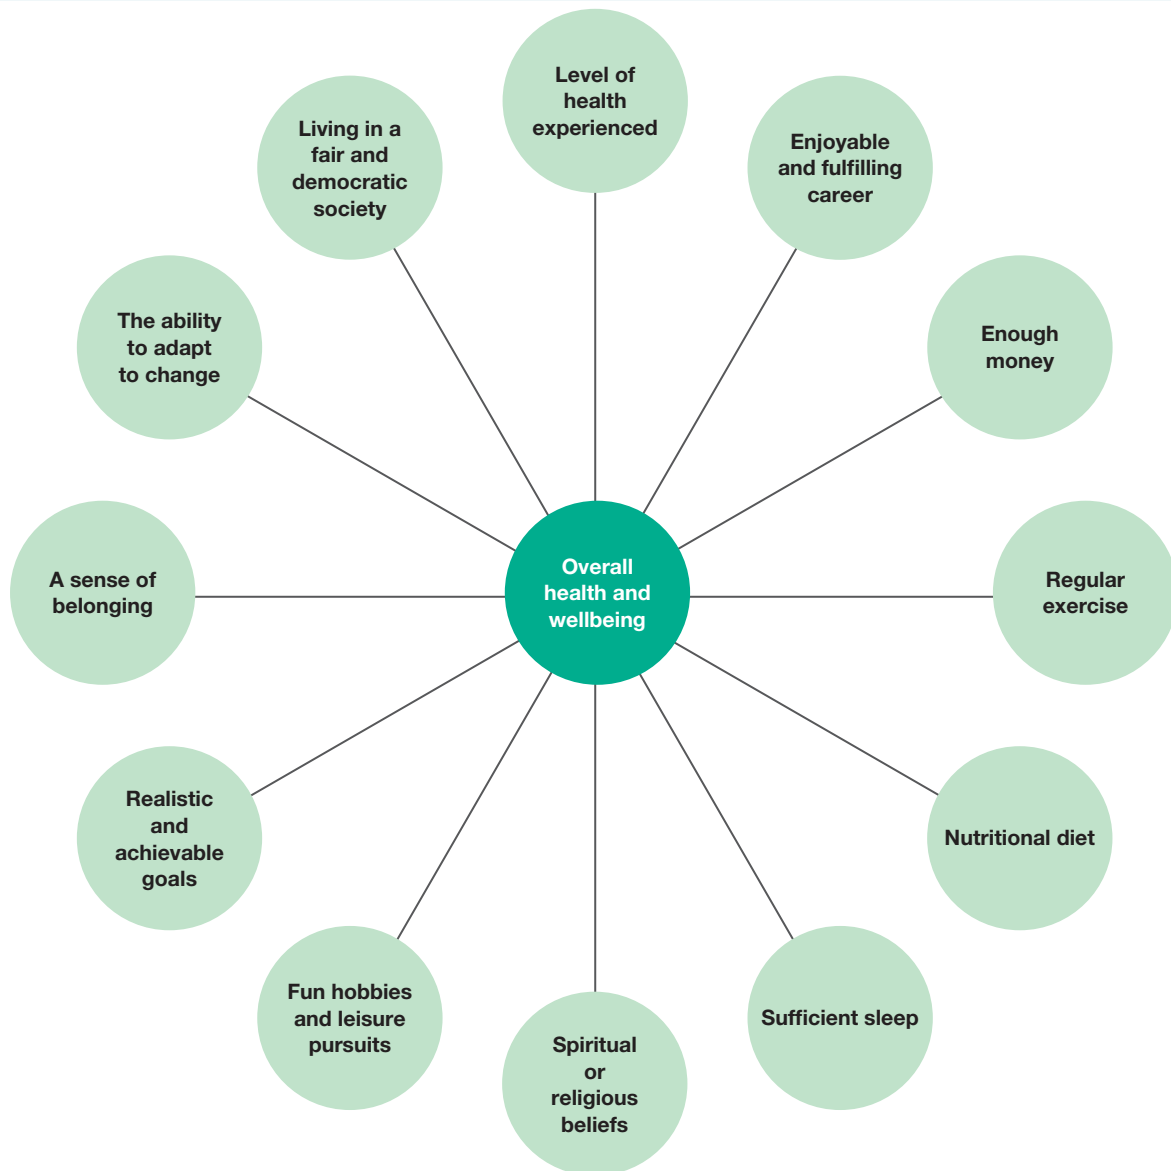 Level of
health
experienced
Enjoyable
and fulfilling
career
Enough
money
Regular
exercise
Nutritional diet
Sufficient sleep
Spiritual
or
religious
beliefs
Fun hobbies
and leisure
pursuits
Realistic
and
achievable
goals
A sense of
belonging
The ability
to adapt
to change
Living in a
fair and
democratic
society
Overall
health and
wellbeing